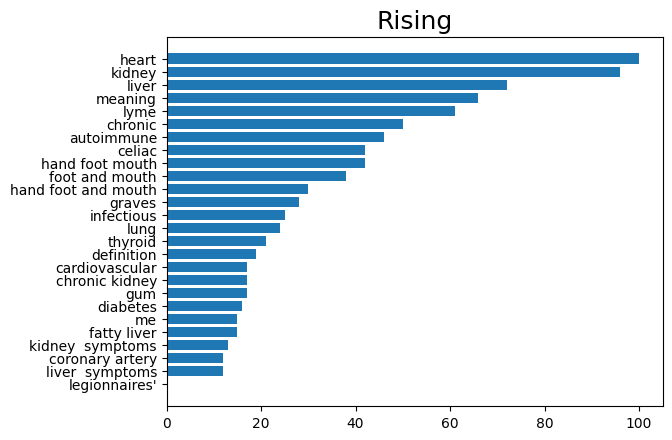 Rising
heart
kidney
liver
meaning
lyme
chronic
autoimmune
celiac
hand foot mouth
foot and mouth
hand foot and mouth
graves
infectious
lung
thyroid
definition
cardiovascular
chronic kidney
gum
diabetes
me
fatty liver
kidney  symptoms
coronary artery
liver  symptoms
legionnaires'
0 20 40 60 80 100